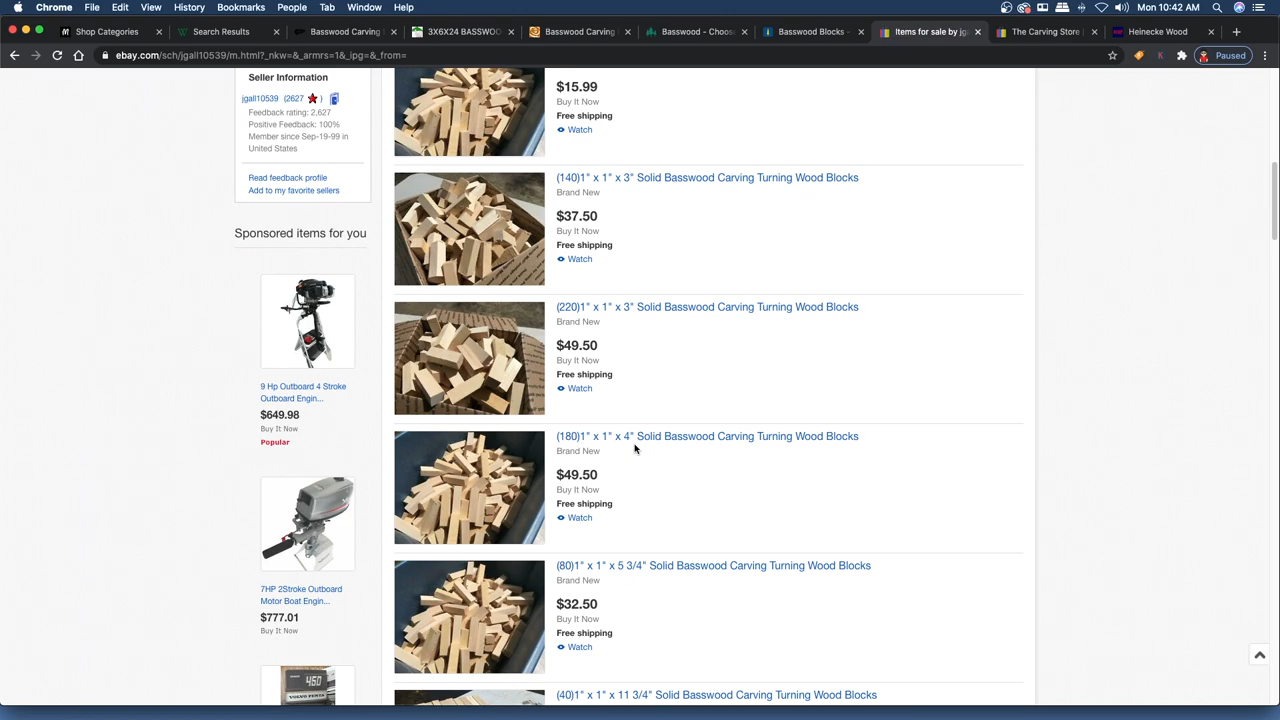 Chrome File Edit View History Bookmarks People Tab Window Help
Mon 10:42 AM
Shop Categories
Search Results
Basswood Carving
3X6X24 BASSWOO
Basswood Carving
Basswood - Choos
Basswood Blocks -
Items for sale by jg
The Carving Store
Heinecke Wood
ebay.com/sch/jgall10539/m.html?_nkw=&_armrs=1&_ipg=&_from=
Paused
Seller Information
jgall10539 (2627 )
Feedback rating: 2,627
Positive Feedback: 100%
Member since Sep-19-99 in
United States
Read feedback profile
Add to my favorite sellers
Sponsored items for you
9 Hp Outboard 4 Stroke
Outboard Engin...
$649.98
Buy It Now
Popular
7HP 2Stroke Outboard
Motor Boat Engin...
$777.01
Buy It Now
$15.99
Buy It Now
Free shipping
Watch
(140)1" x 1" x 3" Solid Basswood Carving Turning Wood Blocks
Brand New
$37.50
Buy It Now
Free shipping
Watch
(220)1" x 1" x 3" Solid Basswood Carving Turning Wood Blocks
Brand New
$49.50
Buy It Now
Free shipping
Watch
(180)1" x 1" x 4" Solid Basswood Carving Turning Wood Blocks
Brand New
$49.50
Buy It Now
Free shipping
Watch
(80)1" x 1" x 5 3/4" Solid Basswood Carving Turning Wood Blocks
Brand New
$32.50
Buy It Now
Free shipping
Watch
(40)1" x 1" x 11 3/4" Solid Basswood Carving Turning Wood Blocks